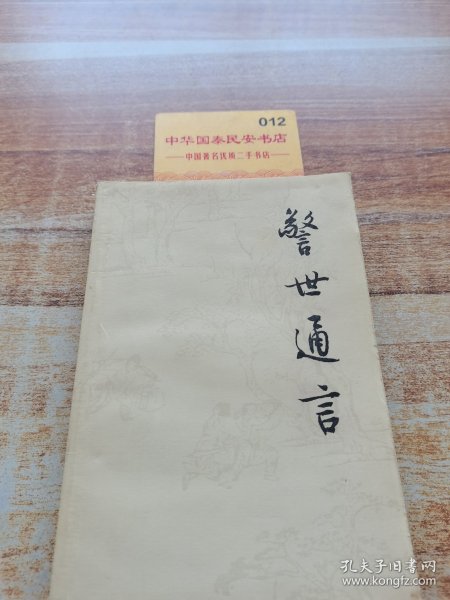 012
中华国泰民安书店
中国著名优质二手书店
警世通言
孔夫子旧书网
www.kongfz.com